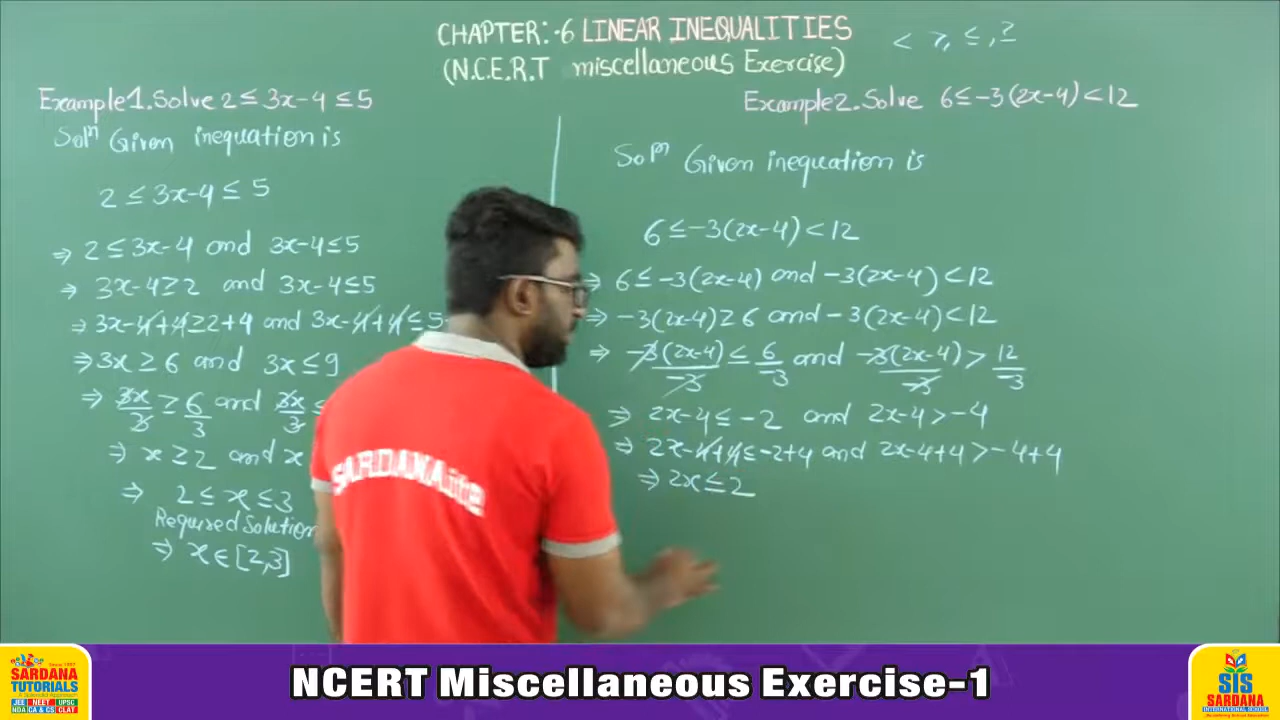 CHAPTER:-6 LINEAR INEQUALITIES
(N.C.E.R.T miscellaneous Exercise)
< >, ≤, ≥
Example1.Solve 2 ≤ 3x-4 ≤ 5
Solⁿ Given inequation is
2 ≤ 3x-4 ≤ 5
⇒ 2 ≤ 3x-4 and 3x-4 ≤ 5
⇒ 3x-4 ≥ 2 and 3x-4 ≤ 5
⇒ 3x-4+4 ≥ 2+4 and 3x-4+4 ≤ 5
⇒ 3x ≥ 6 and 3x ≤ 9
⇒ 3x/3 ≥ 6/3 and 3x/3 ≤
⇒ x ≥ 2 and x
⇒ 2 ≤ x ≤ 3
Required Solution
⇒ x ∈ [2,3]
Example2.Solve 6 ≤ -3(2x-4) < 12
Solⁿ Given inequation is
6 ≤ -3(2x-4) < 12
⇒ 6 ≤ -3(2x-4) and -3(2x-4) < 12
⇒ -3(2x-4) ≥ 6 and -3(2x-4) < 12
⇒ -3(2x-4)/-3 ≤ 6/-3 and -3(2x-4)/-3 > 12/-3
⇒ 2x-4 ≤ -2 and 2x-4 > -4
⇒ 2x-4+4 ≤ -2+4 and 2x-4+4 > -4+4
⇒ 2x ≤ 2
SARDANAite
Since 1997
SARDANA
TUTORIALS
A Splendid Approach
JEE NEET UPSC
NDA CA & CS CLAT
NCERT Miscellaneous Exercise-1
SIS
SARDANA
INTERNATIONAL SCHOOL